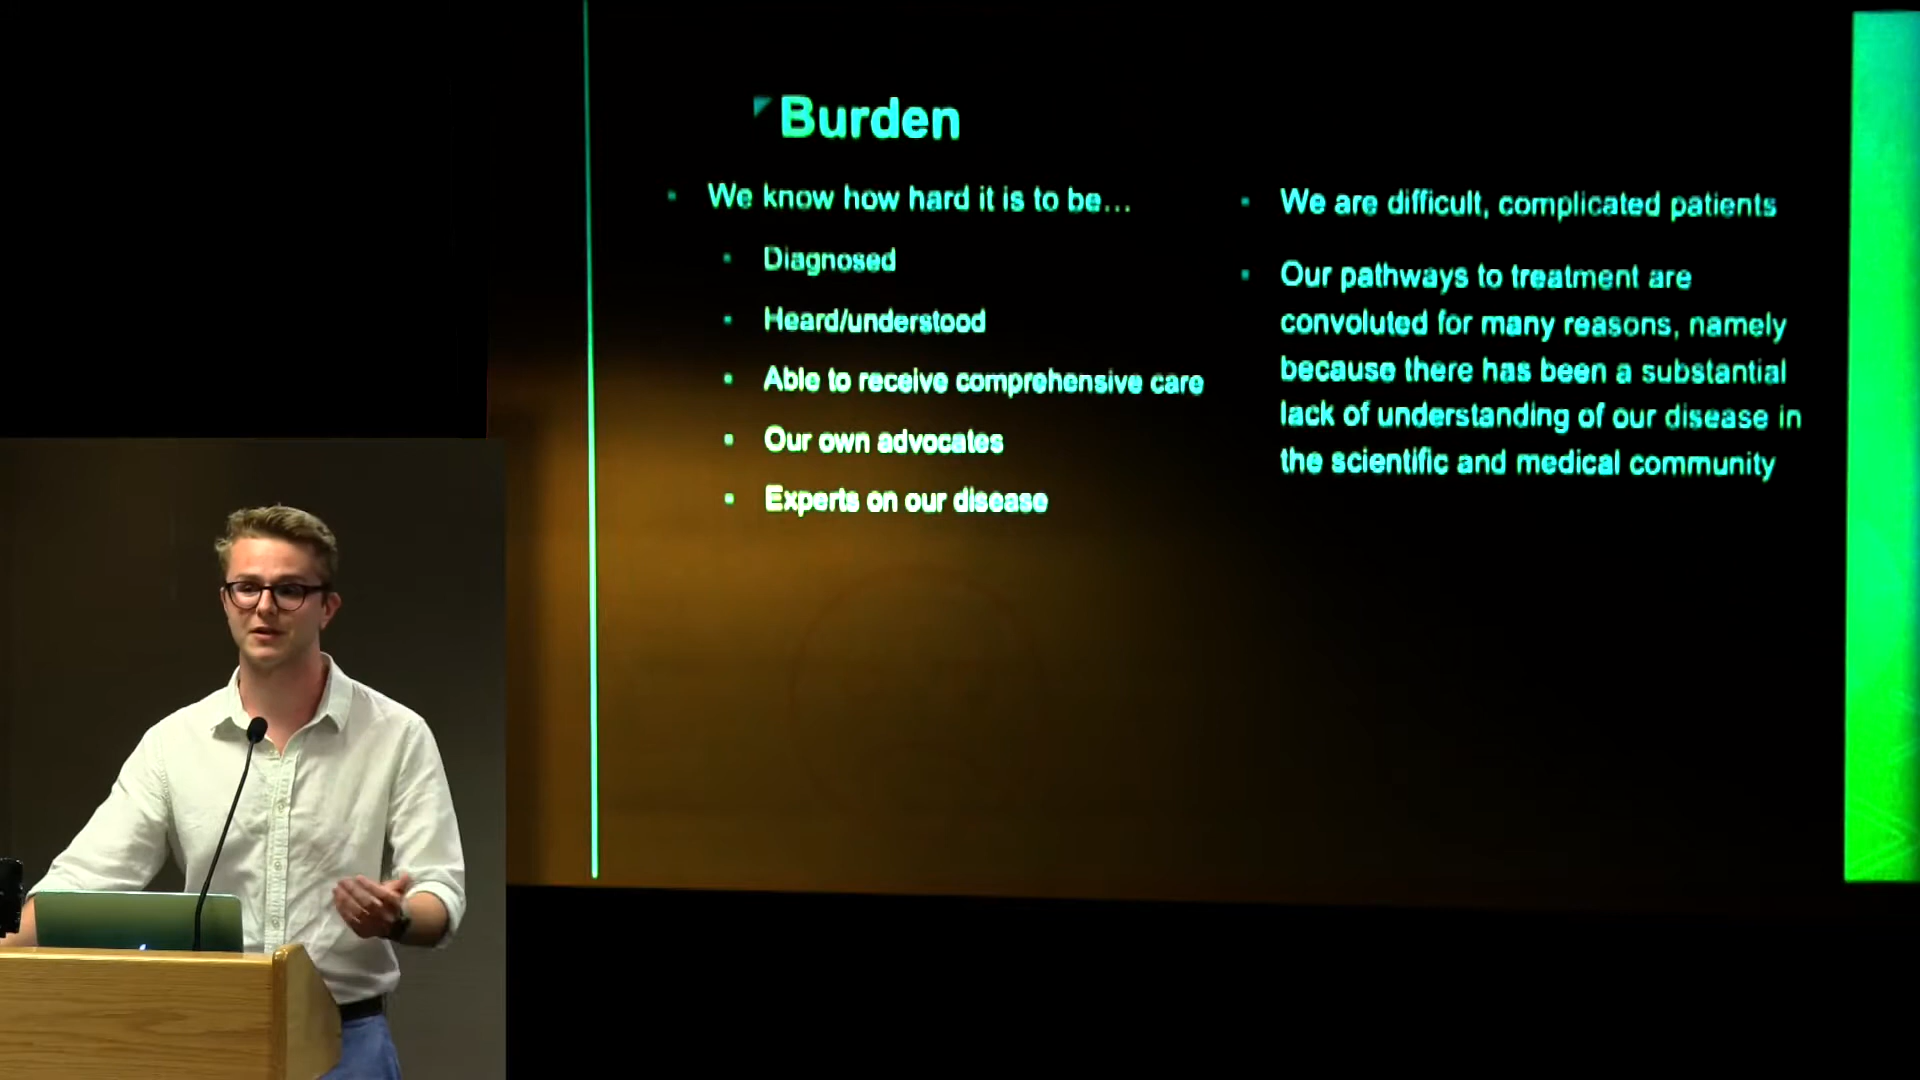 Burden
We know how hard it is to be...
Diagnosed
Heard/understood
Able to receive comprehensive care
Our own advocates
Experts on our disease
We are difficult, complicated patients
Our pathways to treatment are
convoluted for many reasons, namely
because there has been a substantial
lack of understanding of our disease in
the scientific and medical community